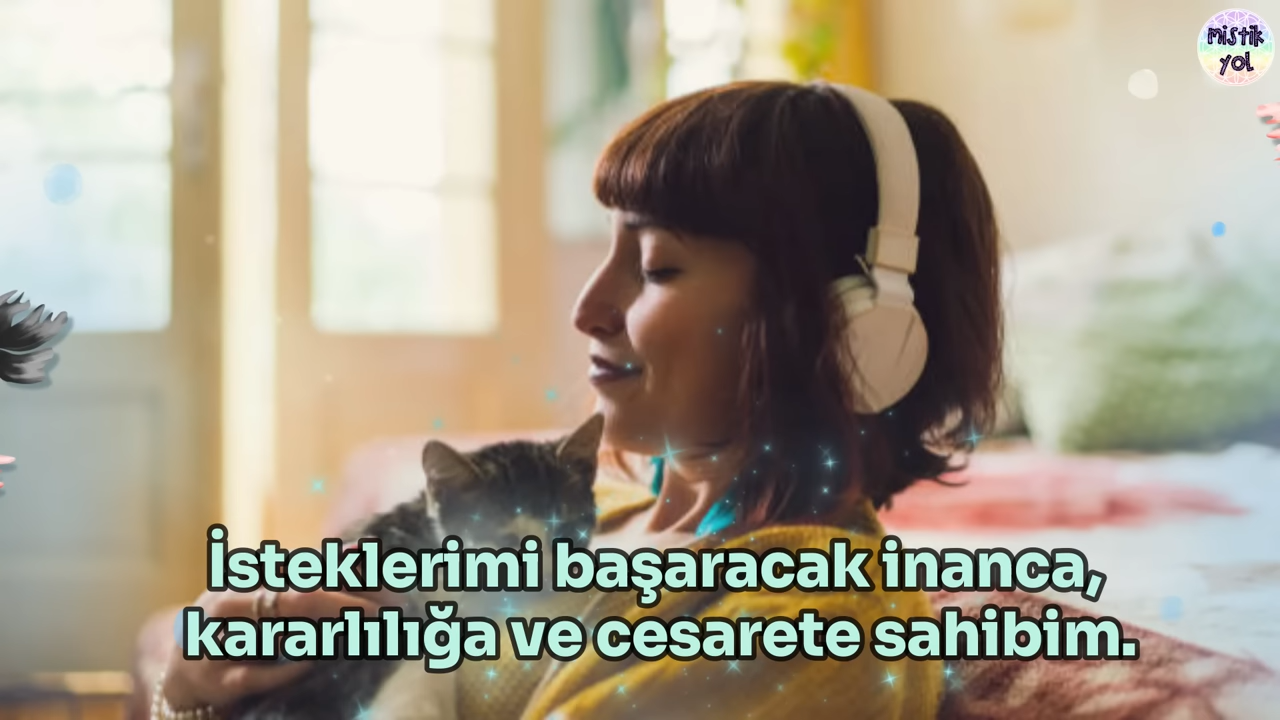 mistik
yol
İsteklerimi başaracak inanca,
kararlılığa ve cesarete sahibim.